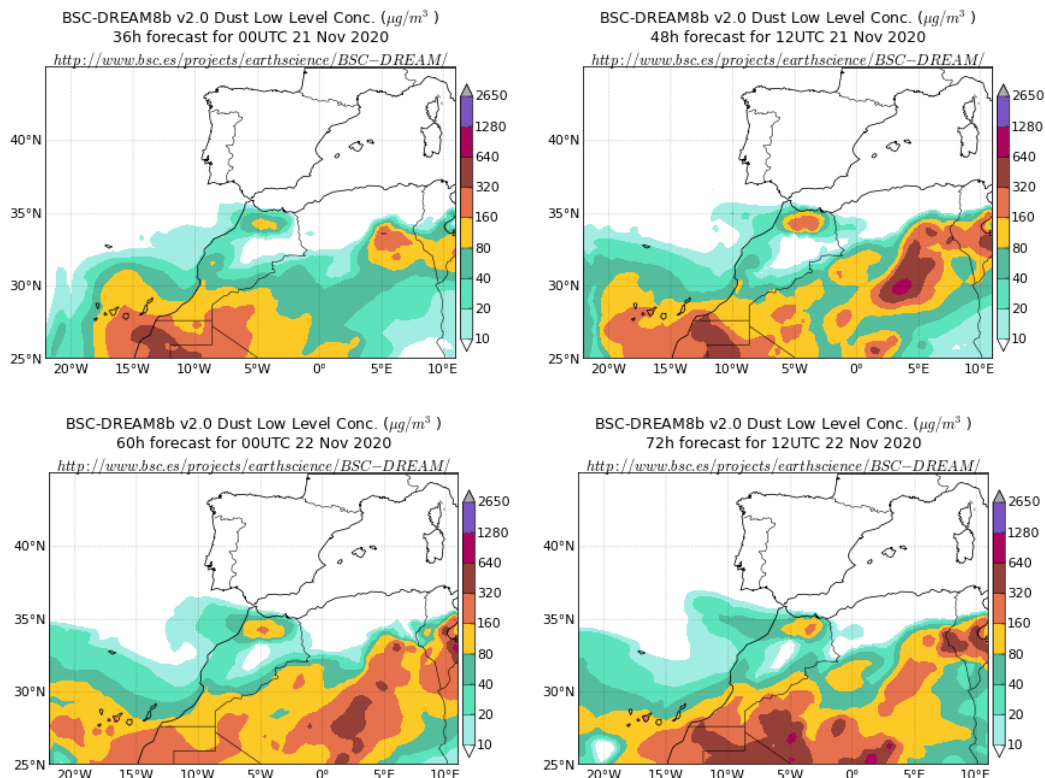 BSC-DREAM8b v2.0 Dust Low Level Conc. (μg/m³ )
36h forecast for 00UTC 21 Nov 2020
http://www.bsc.es/projects/earthscience/BSC−DREAM/
40°N
35°N
30°N
25°N
20°W 15°W 10°W 5°W 0° 5°E 10°E
2650
1280
640
320
160
80
40
20
10
BSC-DREAM8b v2.0 Dust Low Level Conc. (μg/m³ )
48h forecast for 12UTC 21 Nov 2020
http://www.bsc.es/projects/earthscience/BSC−DREAM/
40°N
35°N
30°N
25°N
20°W 15°W 10°W 5°W 0° 5°E 10°E
2650
1280
640
320
160
80
40
20
10
BSC-DREAM8b v2.0 Dust Low Level Conc. (μg/m³ )
60h forecast for 00UTC 22 Nov 2020
http://www.bsc.es/projects/earthscience/BSC−DREAM/
40°N
35°N
30°N
25°N
20°W 15°W 10°W 5°W 0° 5°E 10°E
2650
1280
640
320
160
80
40
20
10
BSC-DREAM8b v2.0 Dust Low Level Conc. (μg/m³ )
72h forecast for 12UTC 22 Nov 2020
http://www.bsc.es/projects/earthscience/BSC−DREAM/
40°N
35°N
30°N
25°N
20°W 15°W 10°W 5°W 0° 5°E 10°E
2650
1280
640
320
160
80
40
20
10